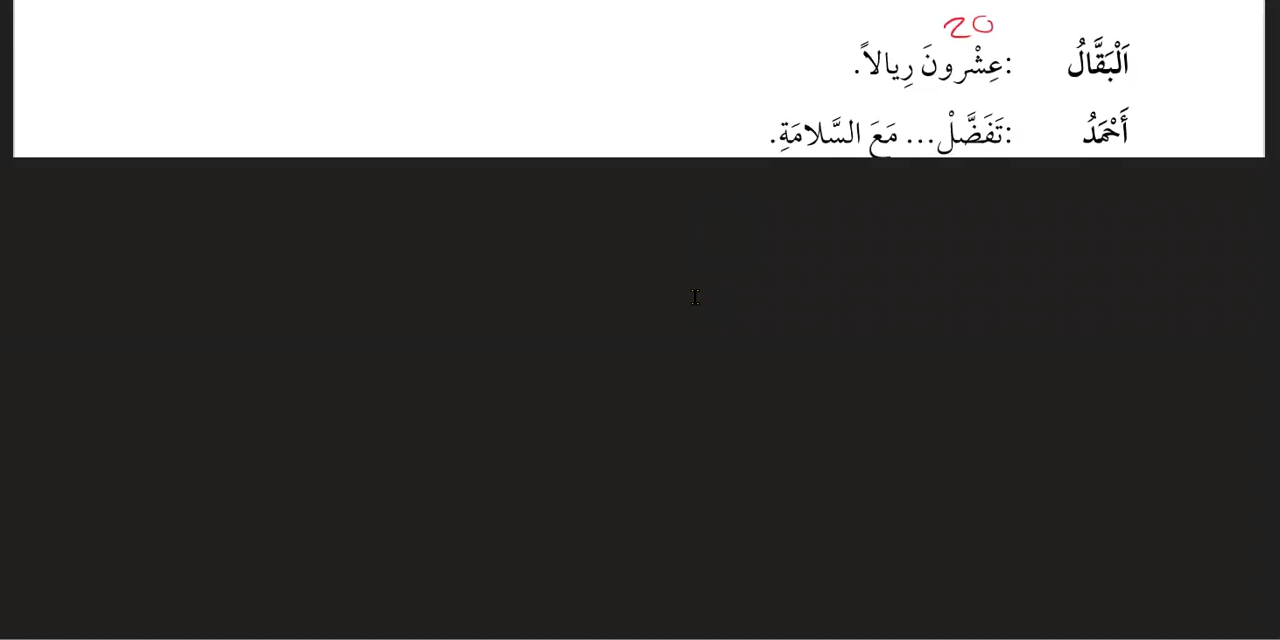 20
اَلْبَقَّالُ :عِشْرونَ رِيالاً.
أَحْمَدُ :تَفَضَّلْ... مَعَ السَّلامَةِ.